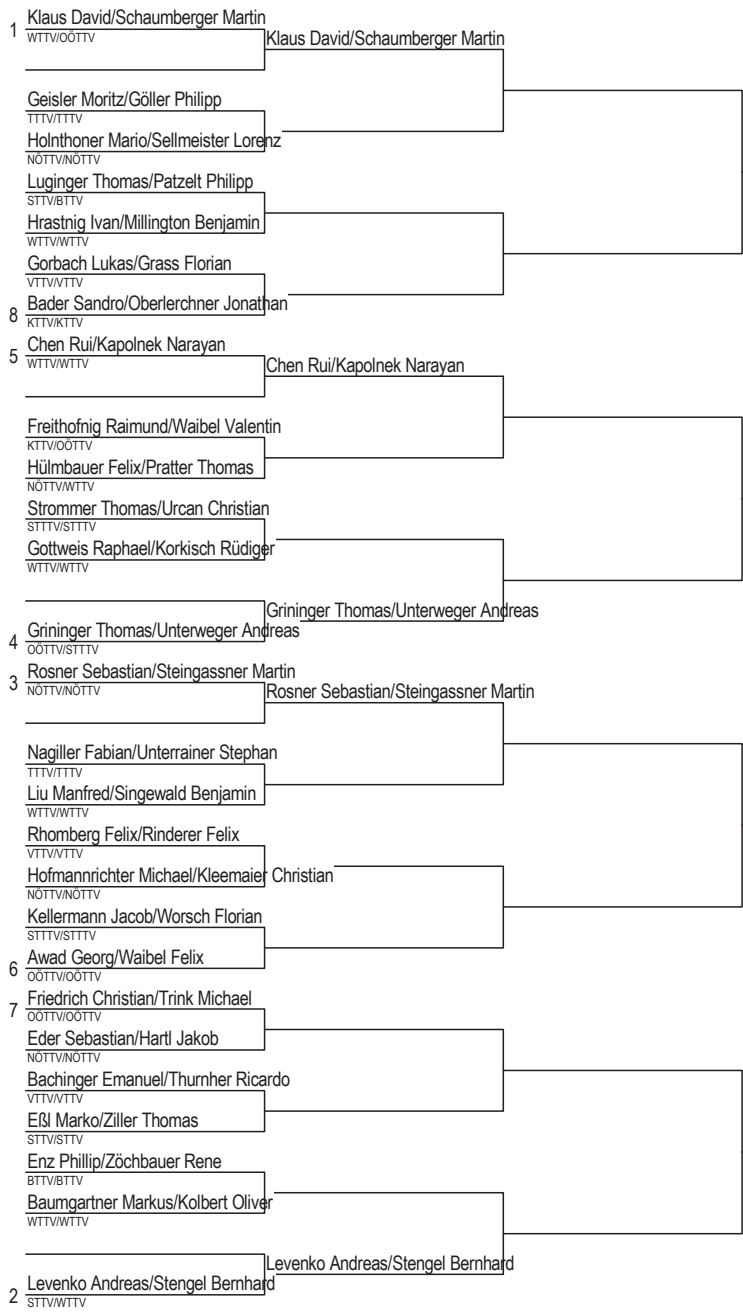 Klaus David/Schaumberger Martin
1 WTTV/OÖTTV
Klaus David/Schaumberger Martin
Geisler Moritz/Göller Philipp
TTTV/TTTV
Holnthoner Mario/Sellmeister Lorenz
NÖTTV/NÖTTV
Luginger Thomas/Patzelt Philipp
STTV/BTTV
Hrastnig Ivan/Millington Benjamin
WTTV/WTTV
Gorbach Lukas/Grass Florian
VTTV/VTTV
Bader Sandro/Oberlerchner Jonathan
8 KTTV/KTTV
Chen Rui/Kapolnek Narayan
5 WTTV/WTTV
Chen Rui/Kapolnek Narayan
Freithofnig Raimund/Waibel Valentin
KTTV/OÖTTV
Hülmbauer Felix/Pratter Thomas
NÖTTV/WTTV
Strommer Thomas/Urcan Christian
STTTV/STTTV
Gottweis Raphael/Korkisch Rüdiger
WTTV/WTTV
Grininger Thomas/Unterweger Andreas
Grininger Thomas/Unterweger Andreas
4 OÖTTV/STTTV
Rosner Sebastian/Steingassner Martin
3 NÖTTV/NÖTTV
Rosner Sebastian/Steingassner Martin
Nagiller Fabian/Unterrainer Stephan
TTTV/TTTV
Liu Manfred/Singewald Benjamin
WTTV/WTTV
Rhomberg Felix/Rinderer Felix
VTTV/VTTV
Hofmannrichter Michael/Kleemaier Christian
NÖTTV/NÖTTV
Kellermann Jacob/Worsch Florian
STTTV/STTTV
Awad Georg/Waibel Felix
6 OÖTTV/OÖTTV
Friedrich Christian/Trink Michael
7 OÖTTV/OÖTTV
Eder Sebastian/Hartl Jakob
NÖTTV/NÖTTV
Bachinger Emanuel/Thurnher Ricardo
VTTV/VTTV
Eßl Marko/Ziller Thomas
STTV/STTV
Enz Phillip/Zöchbauer Rene
BTTV/BTTV
Baumgartner Markus/Kolbert Oliver
WTTV/WTTV
Levenko Andreas/Stengel Bernhard
Levenko Andreas/Stengel Bernhard
2 STTV/WTTV